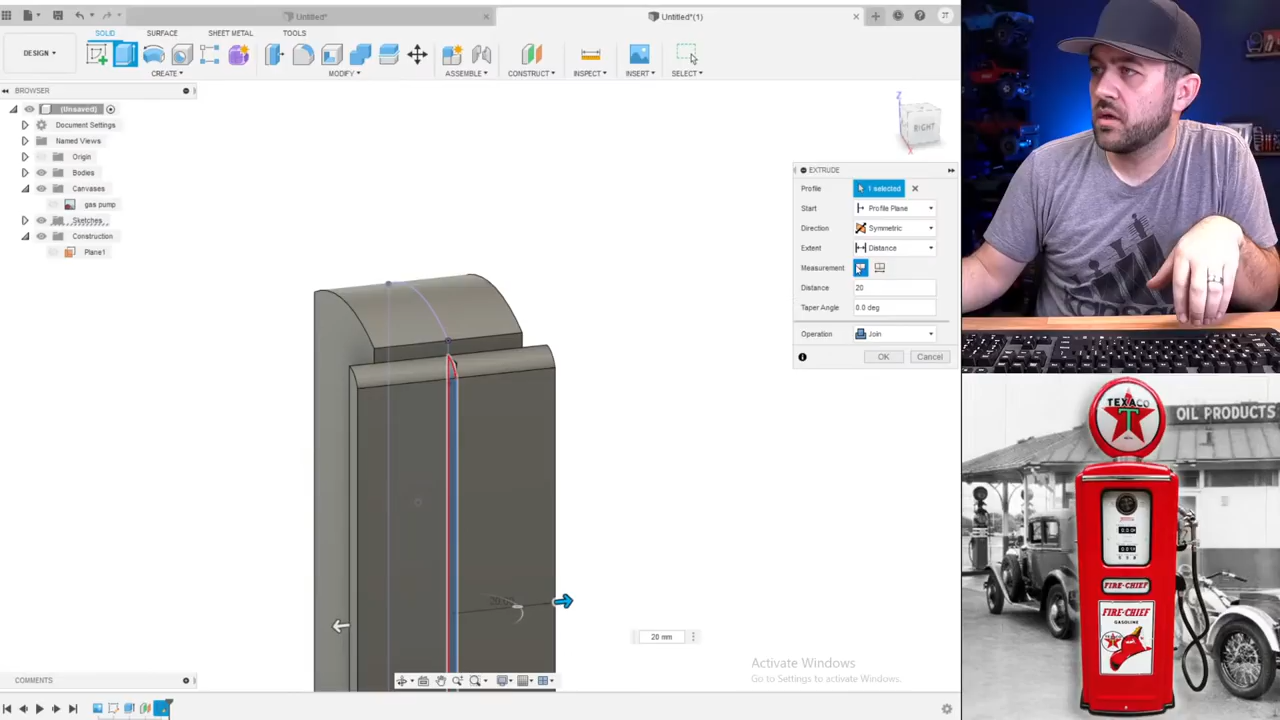 Untitled*
Untitled*(1)
JT
DESIGN
SOLID
SURFACE
SHEET METAL
TOOLS
CREATE
MODIFY
ASSEMBLE
CONSTRUCT
INSPECT
INSERT
SELECT
BROWSER
(Unsaved)
Document Settings
Named Views
Origin
Bodies
Canvases
gas pump
Sketches
Construction
Plane1
Z
RIGHT
X
EXTRUDE
Profile
1 selected
Start
Profile Plane
Direction
Symmetric
Extent
Distance
Measurement
Distance
20
Taper Angle
0.0 deg
Operation
Join
OK
Cancel
20 mm
Activate Windows
Go to Settings to activate Windows.
COMMENTS
TEXACO
T
OIL PRODUCTS
FIRE-CHIEF
FIRE-CHIEF
GASOLINE